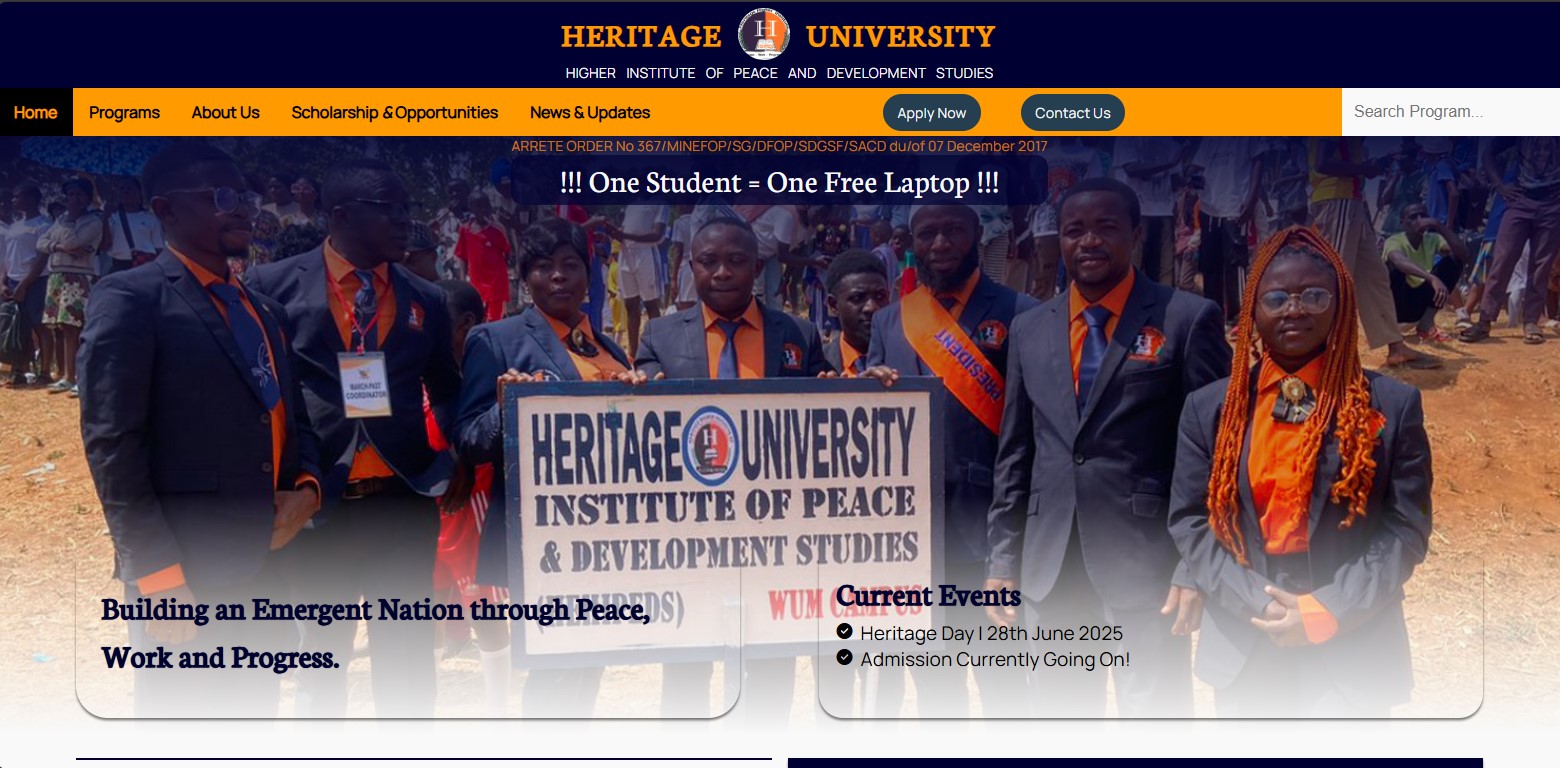 HERITAGE UNIVERSITY
HIGHER INSTITUTE OF PEACE AND DEVELOPMENT STUDIES
Home Programs About Us Scholarship & Opportunities News & Updates Apply Now Contact Us Search Program...
ARRETE ORDER No 367/MINEFOP/SG/DFOP/SDGSF/SACD du/of 07 December 2017
!!! One Student = One Free Laptop !!!
PRESIDENT
MARCH-PAST
COORDINATOR
HERITAGE H UNIVERSITY
INSTITUTE OF PEACE
& DEVELOPMENT STUDIES
WUM CAMPUS
Building an Emergent Nation through Peace,
Work and Progress.
Current Events
Heritage Day | 28th June 2025
Admission Currently Going On!